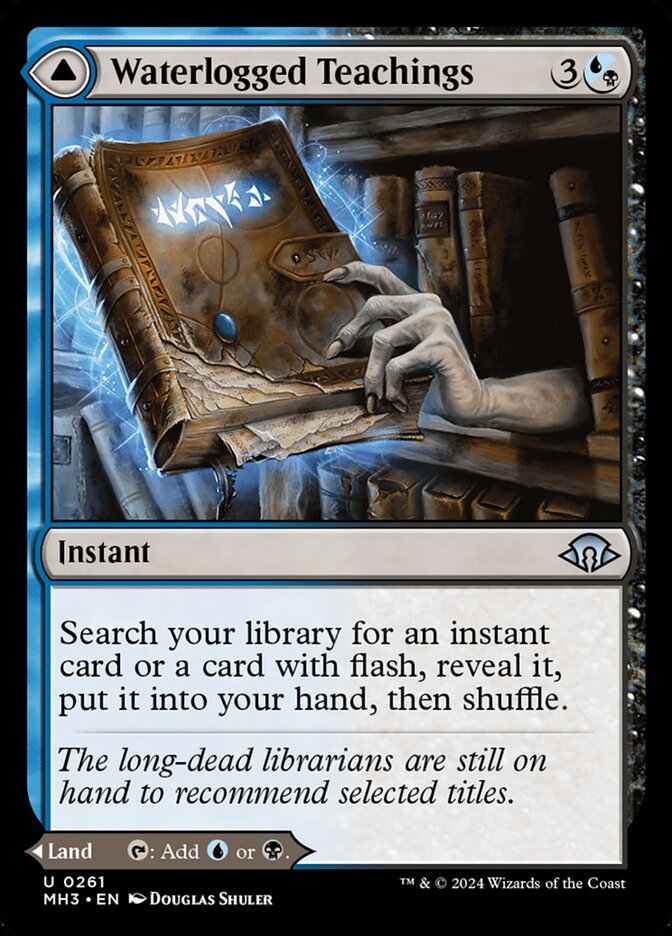 Waterlogged Teachings 3
Instant
Search your library for an instant
card or a card with flash, reveal it,
put it into your hand, then shuffle.
The long-dead librarians are still on
hand to recommend selected titles.
Land : Add or .
U 0261
MH3 • EN Douglas Shuler
™ & © 2024 Wizards of the Coast